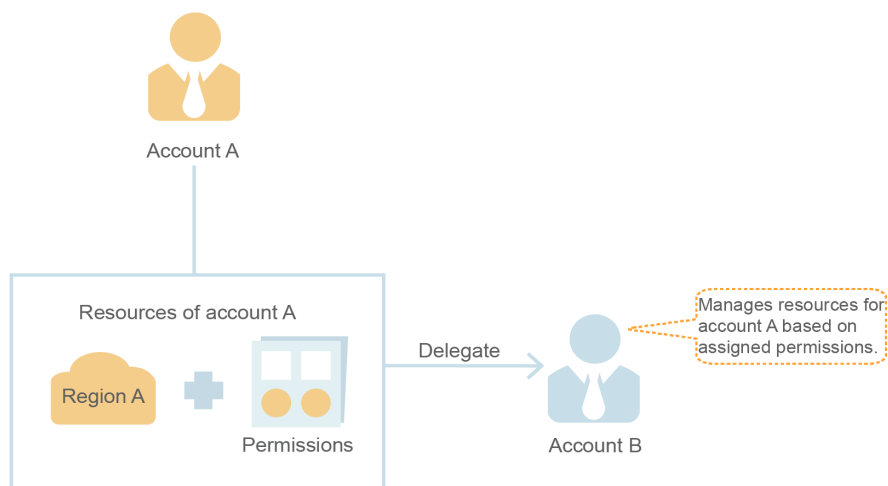 Account A
Resources of account A
Region A
Permissions
Delegate
Manages resources for
account A based on
assigned permissions.
Account B